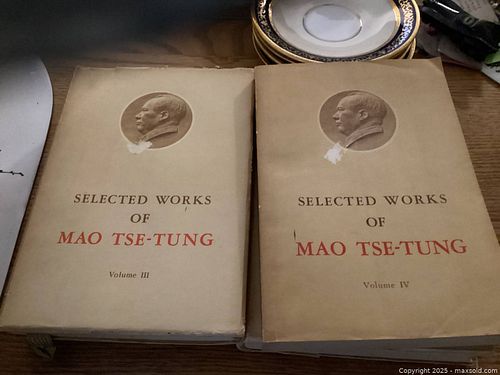 SELECTED WORKS
OF
MAO TSE-TUNG
Volume III
SELECTED WORKS
OF
MAO TSE-TUNG
Volume IV
Copyright 2025 - maxsold.com